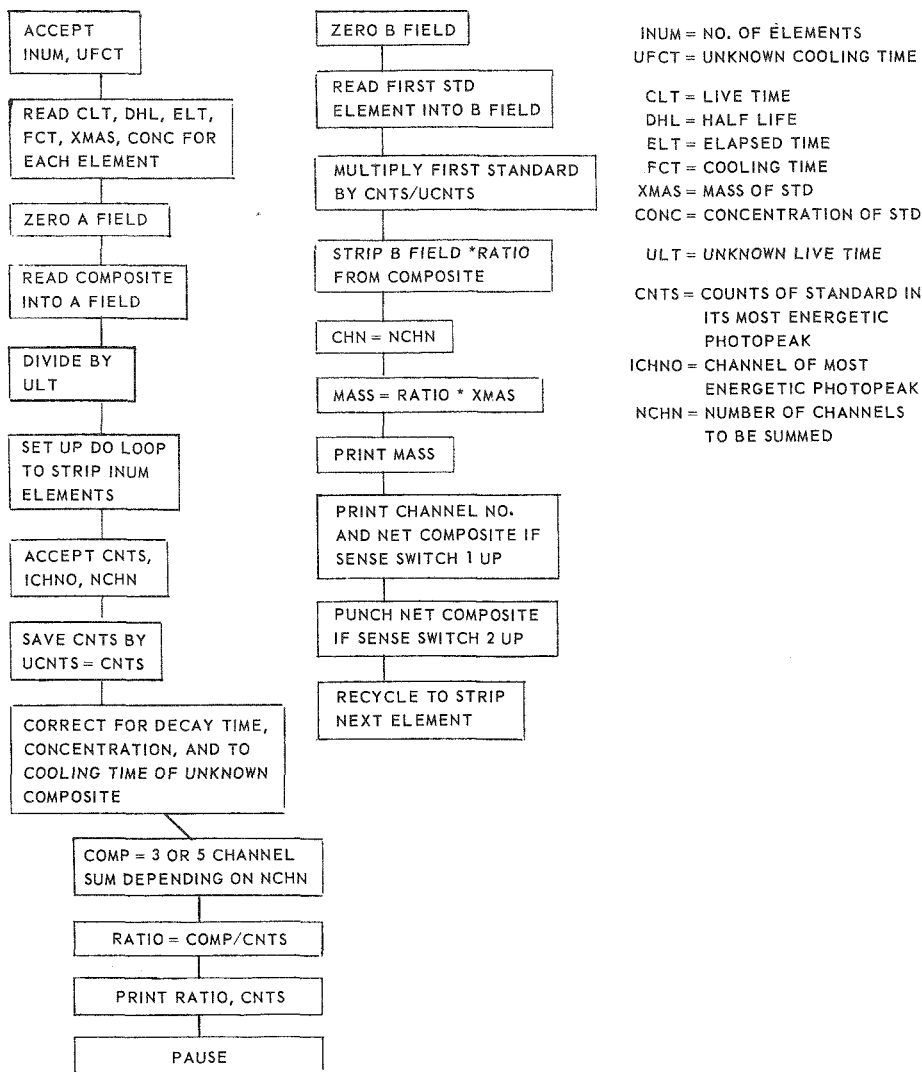 ACCEPT
INUM, UFCT
READ CLT, DHL, ELT,
FCT, XMAS, CONC FOR
EACH ELEMENT
ZERO A FIELD
READ COMPOSITE
INTO A FIELD
DIVIDE BY
ULT
SET UP DO LOOP
TO STRIP INUM
ELEMENTS
ACCEPT CNTS,
ICHNO, NCHN
SAVE CNTS BY
UCNTS = CNTS
CORRECT FOR DECAY TIME,
CONCENTRATION, AND TO
COOLING TIME OF UNKNOWN
COMPOSITE
COMP = 3 OR 5 CHANNEL
SUM DEPENDING ON NCHN
RATIO = COMP/CNTS
PRINT RATIO, CNTS
PAUSE
ZERO B FIELD
READ FIRST STD
ELEMENT INTO B FIELD
MULTIPLY FIRST STANDARD
BY CNTS/UCNTS
STRIP B FIELD *RATIO
FROM COMPOSITE
CHN = NCHN
MASS = RATIO * XMAS
PRINT MASS
PRINT CHANNEL NO.
AND NET COMPOSITE IF
SENSE SWITCH 1 UP
PUNCH NET COMPOSITE
IF SENSE SWITCH 2 UP
RECYCLE TO STRIP
NEXT ELEMENT
INUM = NO. OF ELEMENTS
UFCT = UNKNOWN COOLING TIME
CLT = LIVE TIME
DHL = HALF LIFE
ELT = ELAPSED TIME
FCT = COOLING TIME
XMAS = MASS OF STD
CONC = CONCENTRATION OF STD
ULT = UNKNOWN LIVE TIME
CNTS = COUNTS OF STANDARD IN
ITS MOST ENERGETIC
PHOTOPEAK
ICHNO = CHANNEL OF MOST
ENERGETIC PHOTOPEAK
NCHN = NUMBER OF CHANNELS
TO BE SUMMED